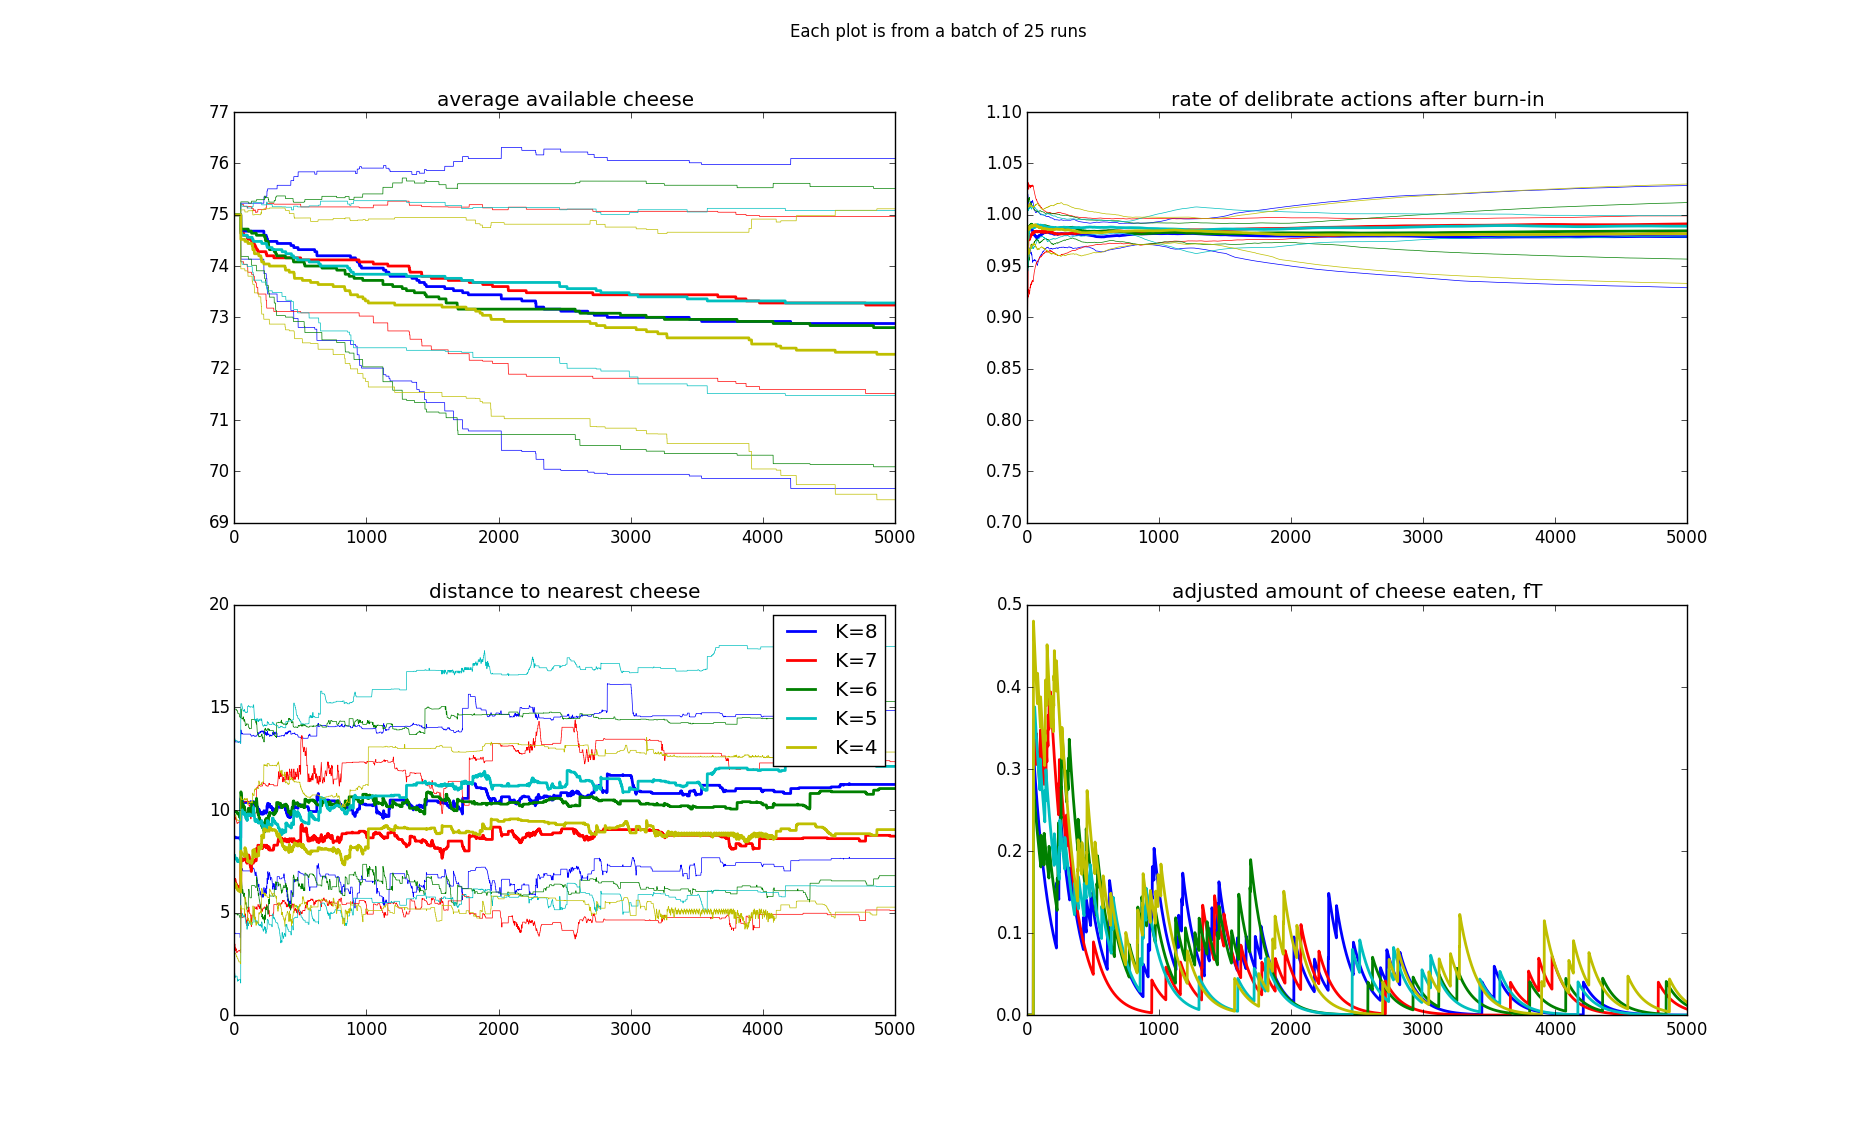 Each plot is from a batch of 25 runs
average available cheese
77
76
75
74
73
72
71
70
69
0 1000 2000 3000 4000 5000
rate of delibrate actions after burn-in
1.10
1.05
1.00
0.95
0.90
0.85
0.80
0.75
0.70
0 1000 2000 3000 4000 5000
distance to nearest cheese
20
15
10
5
0
0 1000 2000 3000 4000 5000
K=8
K=7
K=6
K=5
K=4
adjusted amount of cheese eaten, fT
0.5
0.4
0.3
0.2
0.1
0.0
0 1000 2000 3000 4000 5000